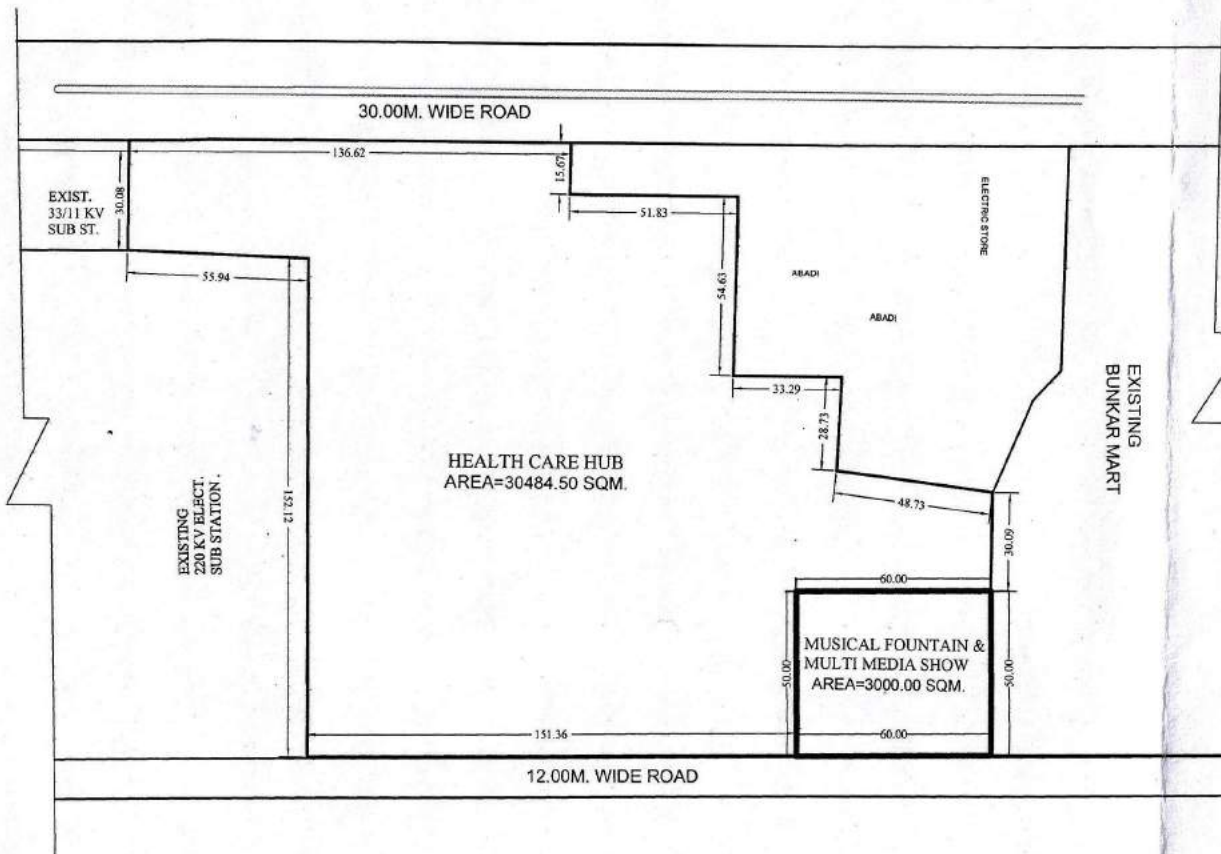 30.00M. WIDE ROAD
136.62
15.67
EXIST.
33/11 KV
SUB ST.
30.08
51.83
ELECTRIC STORE
55.94
54.63
ABADI
ABADI
33.29
28.73
EXISTING
BUNKAR MART
HEALTH CARE HUB
AREA=30484.50 SQM.
48.73
EXISTING
220 KV ELECT.
SUB STATION.
152.12
30.09
60.00
MUSICAL FOUNTAIN &
MULTI MEDIA SHOW
AREA=3000.00 SQM.
50.00
50.00
151.36
60.00
12.00M. WIDE ROAD